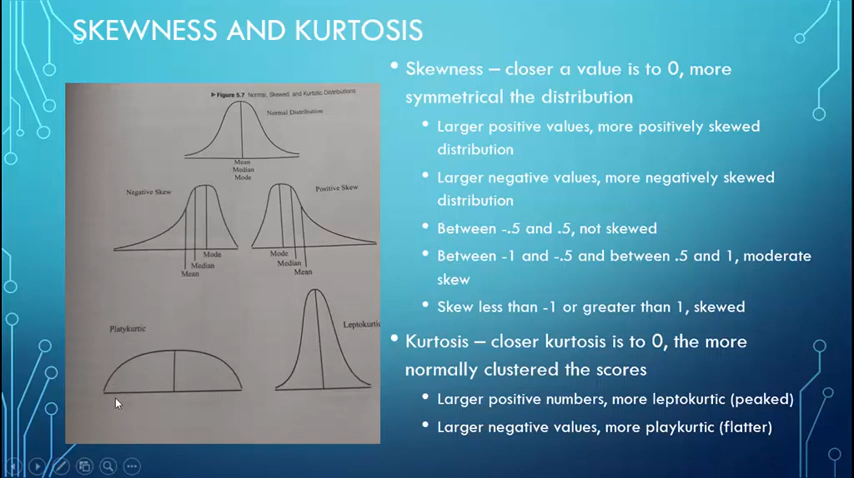 SKEWNESS AND KURTOSIS
▶ Figure 5.7 Normal, Skewed, and Kurtotic Distributions
Normal Distribution
Mean
Median
Mode
Negative Skew
Positive Skew
Mode
Median
Mean
Mode
Median
Mean
Platykurtic
Leptokurtic
• Skewness – closer a value is to 0, more
symmetrical the distribution
• Larger positive values, more positively skewed
distribution
• Larger negative values, more negatively skewed
distribution
• Between -.5 and .5, not skewed
• Between -1 and -.5 and between .5 and 1, moderate
skew
• Skew less than -1 or greater than 1, skewed
• Kurtosis – closer kurtosis is to 0, the more
normally clustered the scores
• Larger positive numbers, more leptokurtic (peaked)
• Larger negative values, more playkurtic (flatter)